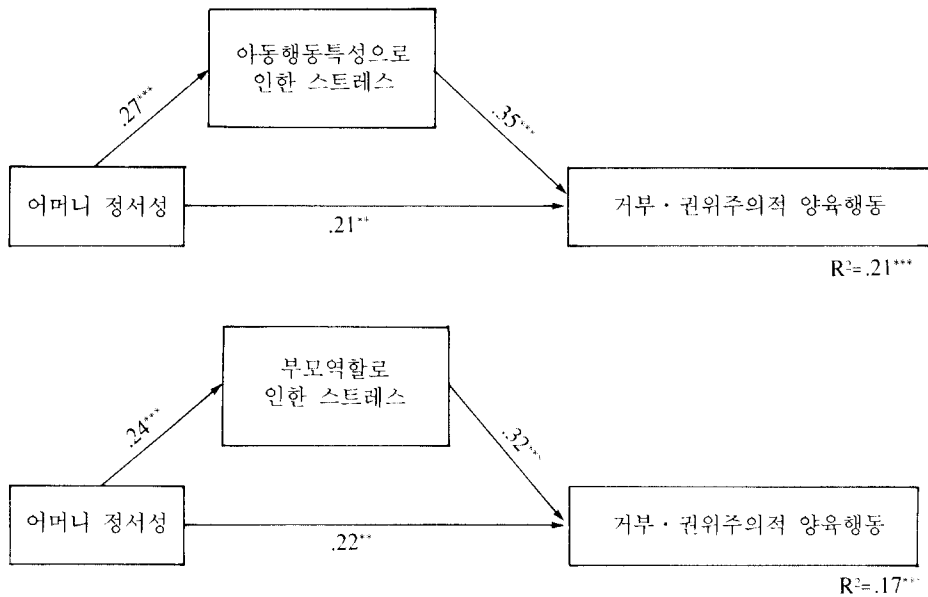 아동행동특성으로
인한 스트레스
.27***
.35***
어머니 정서성
.21**
거부・권위주의적 양육행동
R²=.21***
부모역할로
인한 스트레스
.24***
.32***
어머니 정서성
.22**
거부・권위주의적 양육행동
R²=.17***